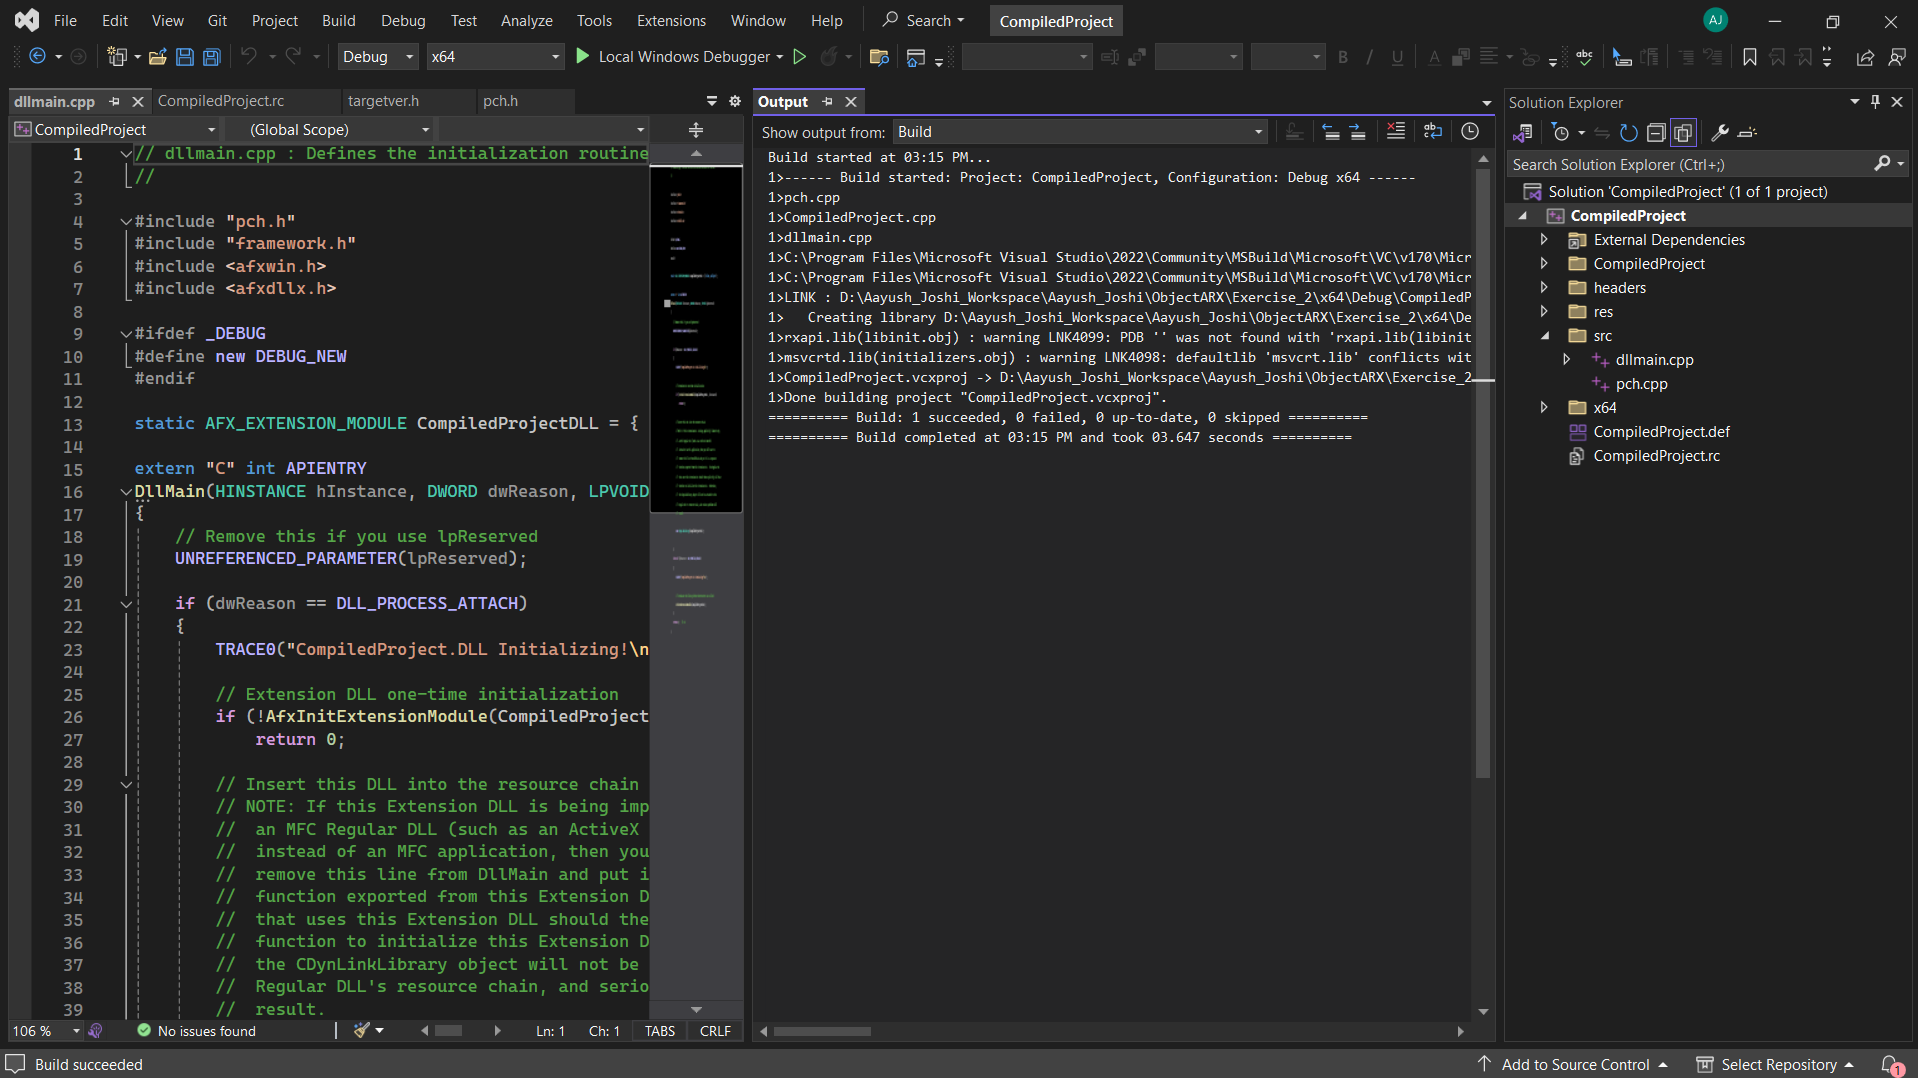 File Edit View Git Project Build Debug Test Analyze Tools Extensions Window Help Search CompiledProject AJ
Debug x64 Local Windows Debugger
dllmain.cpp CompiledProject.rc targetver.h pch.h
CompiledProject (Global Scope)
1 // dllmain.cpp : Defines the initialization routine
2 //
3
4 #include "pch.h"
5 #include "framework.h"
6 #include <afxwin.h>
7 #include <afxdllx.h>
8
9 #ifdef _DEBUG
10 #define new DEBUG_NEW
11 #endif
12
13 static AFX_EXTENSION_MODULE CompiledProjectDLL = {
14
15 extern "C" int APIENTRY
16 DllMain(HINSTANCE hInstance, DWORD dwReason, LPVOID
17 {
18 // Remove this if you use lpReserved
19 UNREFERENCED_PARAMETER(lpReserved);
20
21 if (dwReason == DLL_PROCESS_ATTACH)
22 {
23 TRACE0("CompiledProject.DLL Initializing!\n
24
25 // Extension DLL one-time initialization
26 if (!AfxInitExtensionModule(CompiledProject
27 return 0;
28
29 // Insert this DLL into the resource chain
30 // NOTE: If this Extension DLL is being imp
31 // an MFC Regular DLL (such as an ActiveX
32 // instead of an MFC application, then you
33 // remove this line from DllMain and put i
34 // function exported from this Extension D
35 // that uses this Extension DLL should the
36 // function to initialize this Extension D
37 // the CDynLinkLibrary object will not be
38 // Regular DLL's resource chain, and serio
39 // result.
106 % No issues found Ln: 1 Ch: 1 TABS CRLF
Output
Show output from: Build
Build started at 03:15 PM...
1>------ Build started: Project: CompiledProject, Configuration: Debug x64 ------
1>pch.cpp
1>CompiledProject.cpp
1>dllmain.cpp
1>C:\Program Files\Microsoft Visual Studio\2022\Community\MSBuild\Microsoft\VC\v170\Micr
1>C:\Program Files\Microsoft Visual Studio\2022\Community\MSBuild\Microsoft\VC\v170\Micr
1>LINK : D:\Aayush_Joshi_Workspace\Aayush_Joshi\ObjectARX\Exercise_2\x64\Debug\CompiledP
1> Creating library D:\Aayush_Joshi_Workspace\Aayush_Joshi\ObjectARX\Exercise_2\x64\De
1>rxapi.lib(libinit.obj) : warning LNK4099: PDB '' was not found with 'rxapi.lib(libinit
1>msvcrtd.lib(initializers.obj) : warning LNK4098: defaultlib 'msvcrt.lib' conflicts wit
1>CompiledProject.vcxproj -> D:\Aayush_Joshi_Workspace\Aayush_Joshi\ObjectARX\Exercise_2
1>Done building project "CompiledProject.vcxproj".
========== Build: 1 succeeded, 0 failed, 0 up-to-date, 0 skipped ==========
========== Build completed at 03:15 PM and took 03.647 seconds ==========
Solution Explorer
Search Solution Explorer (Ctrl+;)
Solution 'CompiledProject' (1 of 1 project)
CompiledProject
External Dependencies
CompiledProject
headers
res
src
dllmain.cpp
pch.cpp
x64
CompiledProject.def
CompiledProject.rc
Build succeeded Add to Source Control Select Repository 1